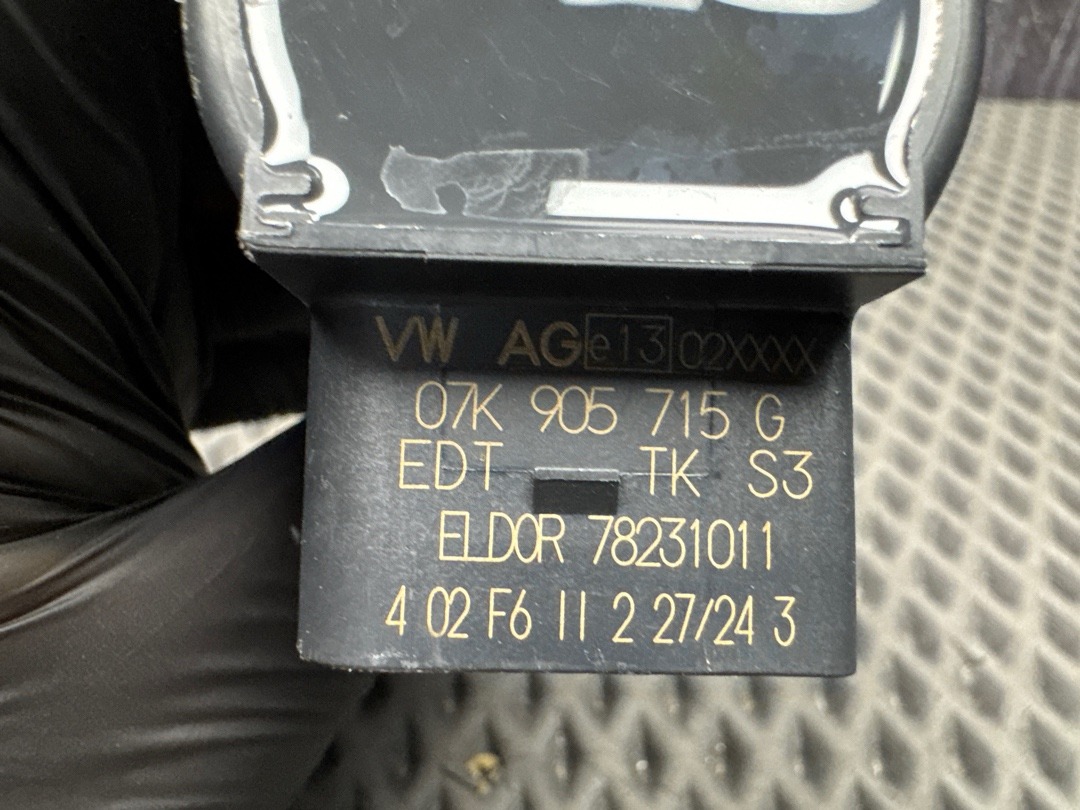 VW AG e13 02XXXX
07K 905 715 G
EDT TK S3
ELDOR 78231011
4 02 F6 II 2 27/24 3